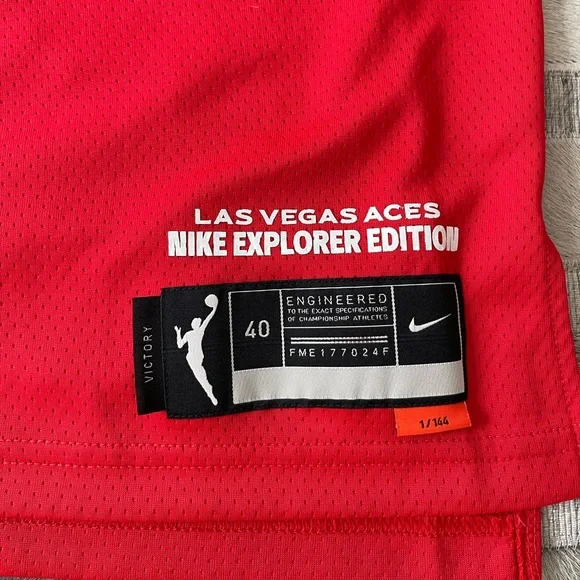 LAS VEGAS ACES
NIKE EXPLORER EDITION
VICTORY
40
ENGINEERED
TO THE EXACT SPECIFICATIONS
OF CHAMPIONSHIP ATHLETES
FME177024F
1/144